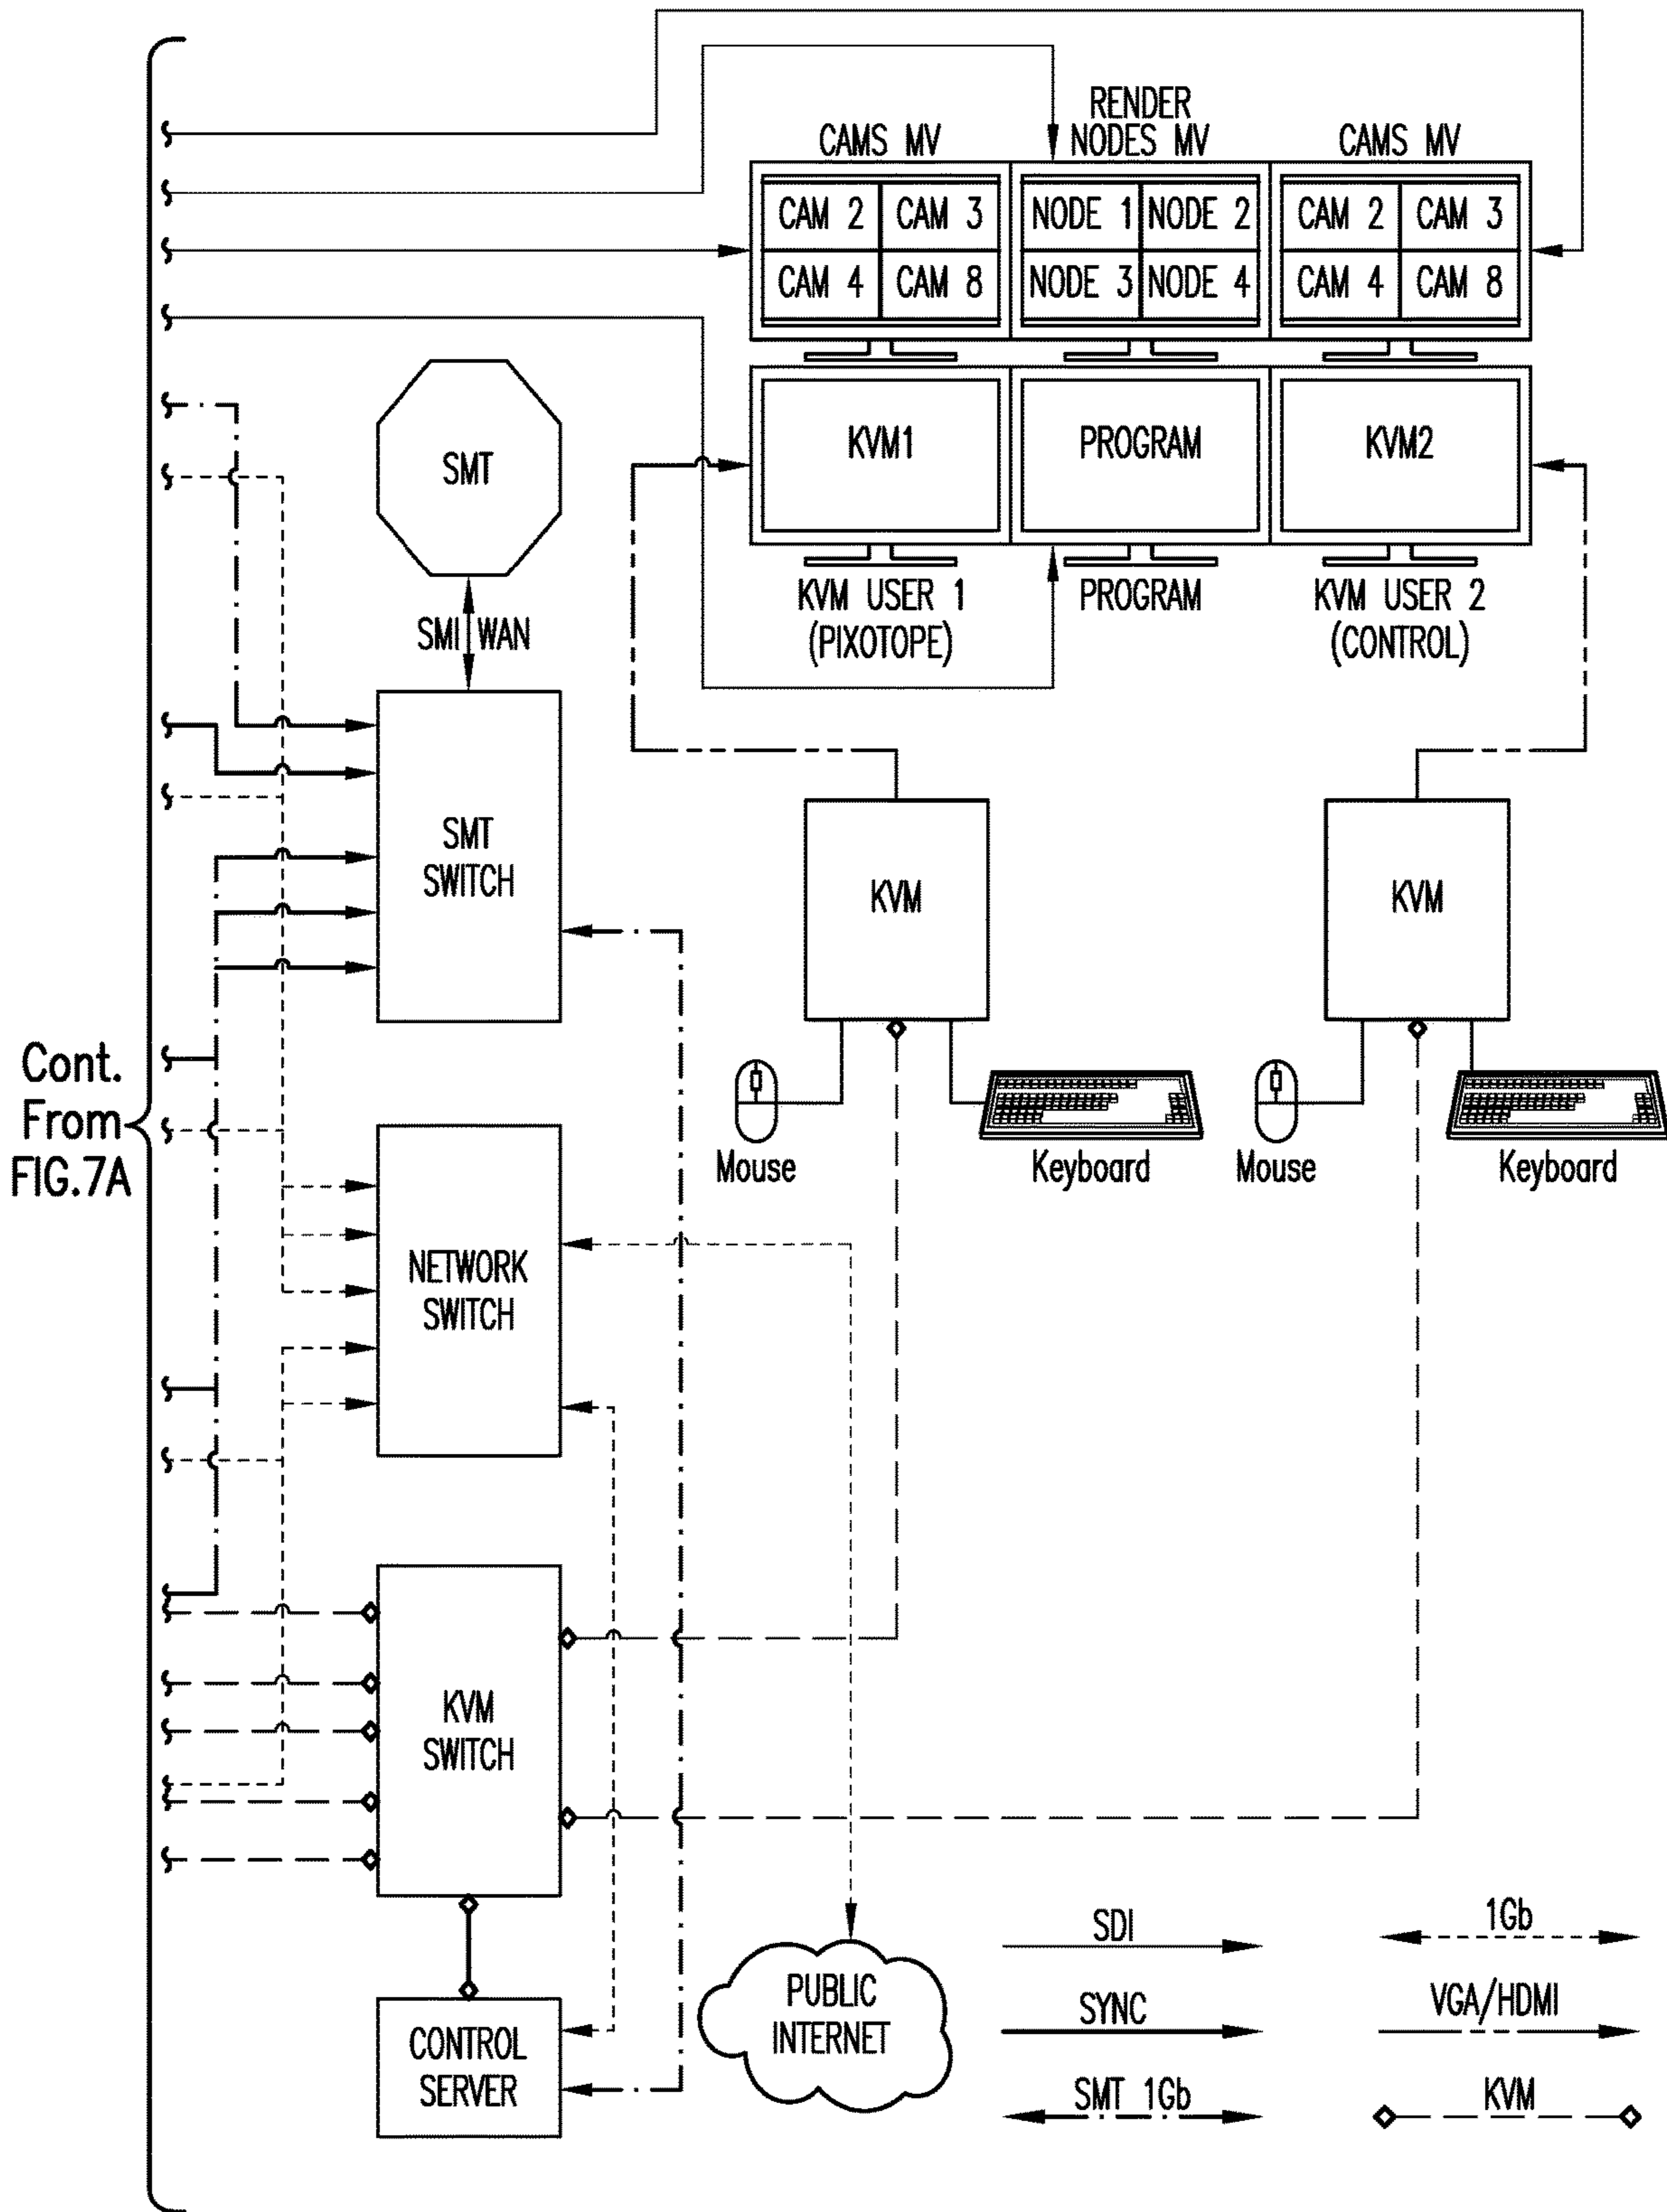 RENDER
CAMS MV
NODES MV
CAMS MV
CAM 2
CAM 3
NODE 1
NODE 2
CAM 2
CAM 3
CAM 4
CAM 8
NODE 3
NODE 4
CAM 4
CAM 8
KVM1
PROGRAM
KVM2
SMT
KVM USER 1
(PIXOTOPE)
PROGRAM
KVM USER 2
(CONTROL)
SMI WAN
SMT
SWITCH
KVM
KVM
Cont.
From
FIG.7A
Mouse
Keyboard
Mouse
Keyboard
NETWORK
SWITCH
KVM
SWITCH
CONTROL
SERVER
PUBLIC
INTERNET
SDI
1Gb
SYNC
VGA/HDMI
SMT 1Gb
KVM